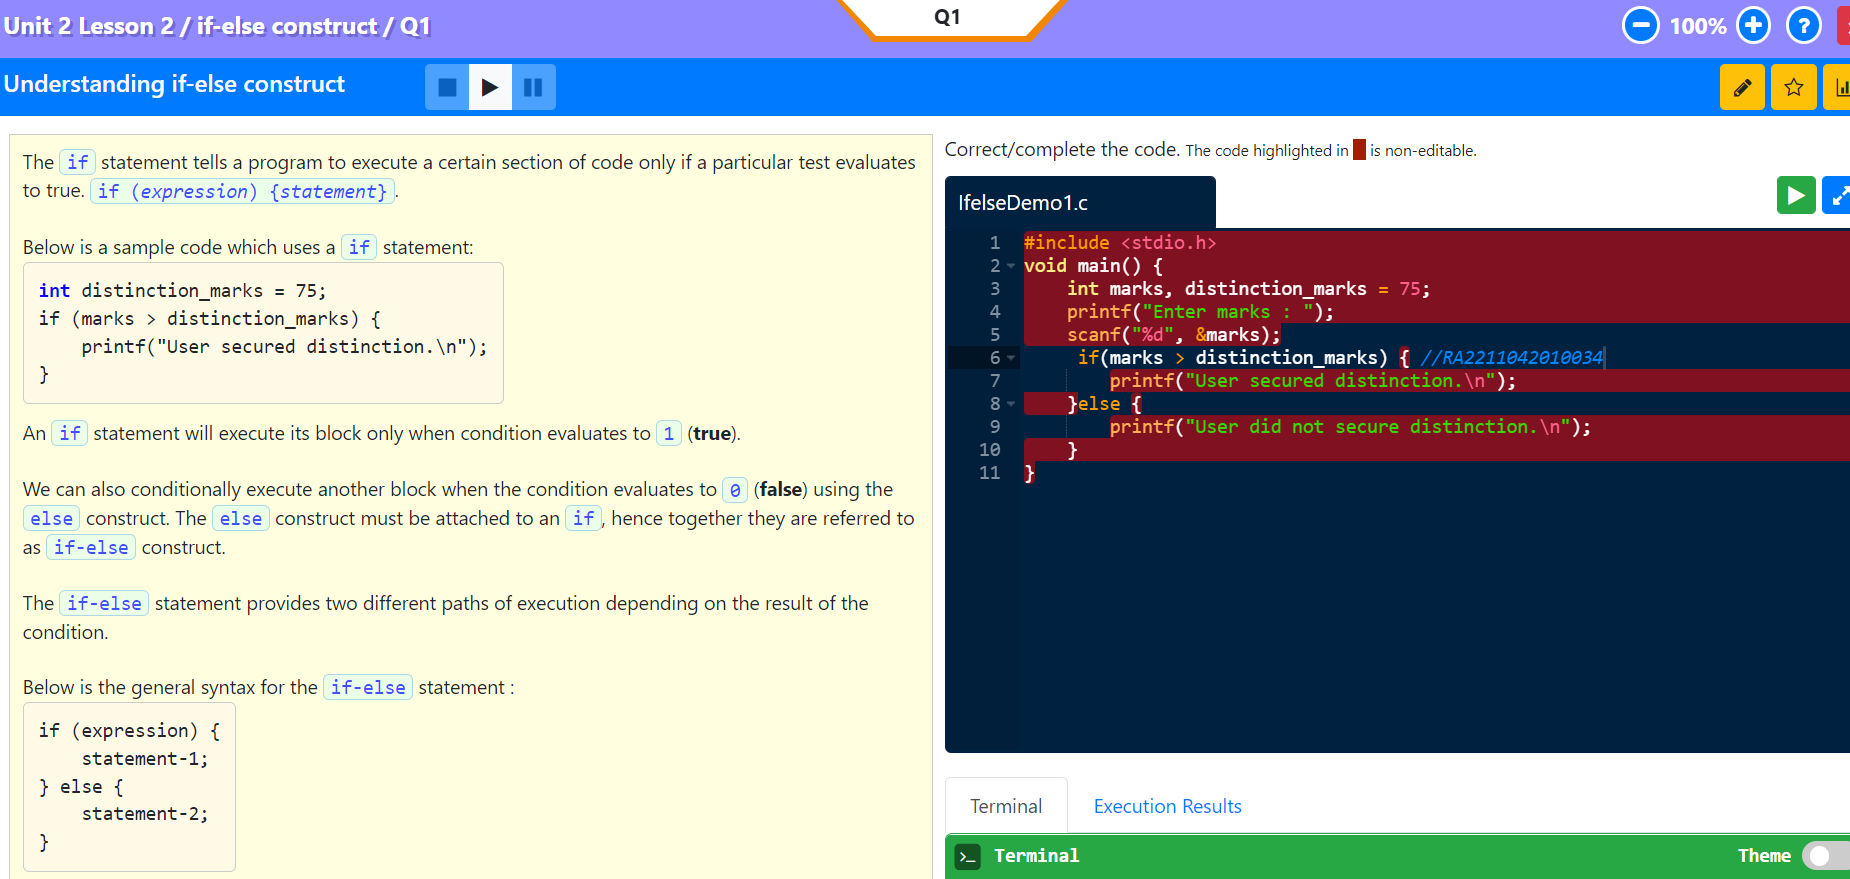 Unit 2 Lesson 2 / if-else construct / Q1
Q1
100%
?
Understanding if-else construct
The if statement tells a program to execute a certain section of code only if a particular test evaluates
to true. if (expression) {statement}.
Below is a sample code which uses a if statement:
int distinction_marks = 75;
if (marks > distinction_marks) {
    printf("User secured distinction.\n");
}
An if statement will execute its block only when condition evaluates to 1 (true).
We can also conditionally execute another block when the condition evaluates to 0 (false) using the
else construct. The else construct must be attached to an if, hence together they are referred to
as if-else construct.
The if-else statement provides two different paths of execution depending on the result of the
condition.
Below is the general syntax for the if-else statement :
if (expression) {
    statement-1;
} else {
    statement-2;
}
Correct/complete the code. The code highlighted in is non-editable.
IfelseDemo1.c
1 #include <stdio.h>
2 void main() {
3     int marks, distinction_marks = 75;
4     printf("Enter marks : ");
5     scanf("%d", &marks);
6      if(marks > distinction_marks) { //RA2211042010034
7         printf("User secured distinction.\n");
8     }else {
9         printf("User did not secure distinction.\n");
10     }
11 }
Terminal
Execution Results
>_ Terminal
Theme